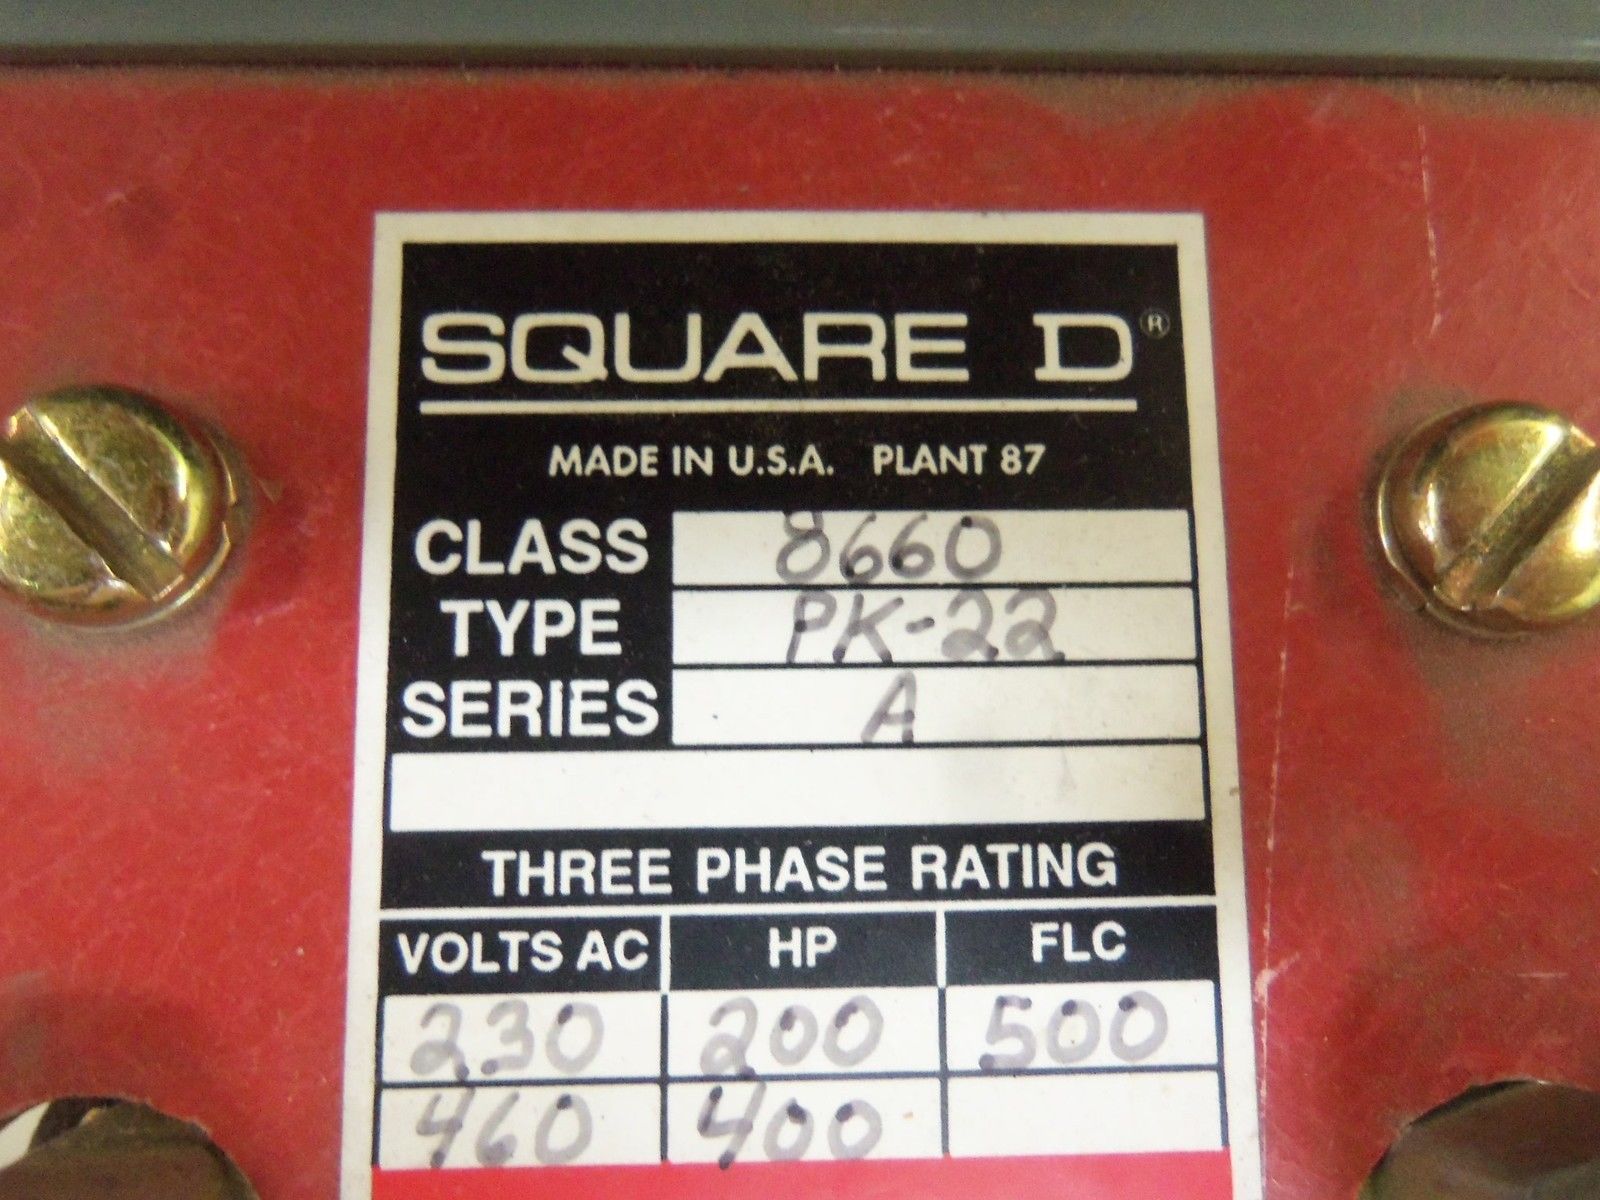 SQUARE D®
MADE IN U.S.A. PLANT 87
CLASS 8660
TYPE PK-22
SERIES A
THREE PHASE RATING
VOLTS AC HP FLC
230 200 500
460 400